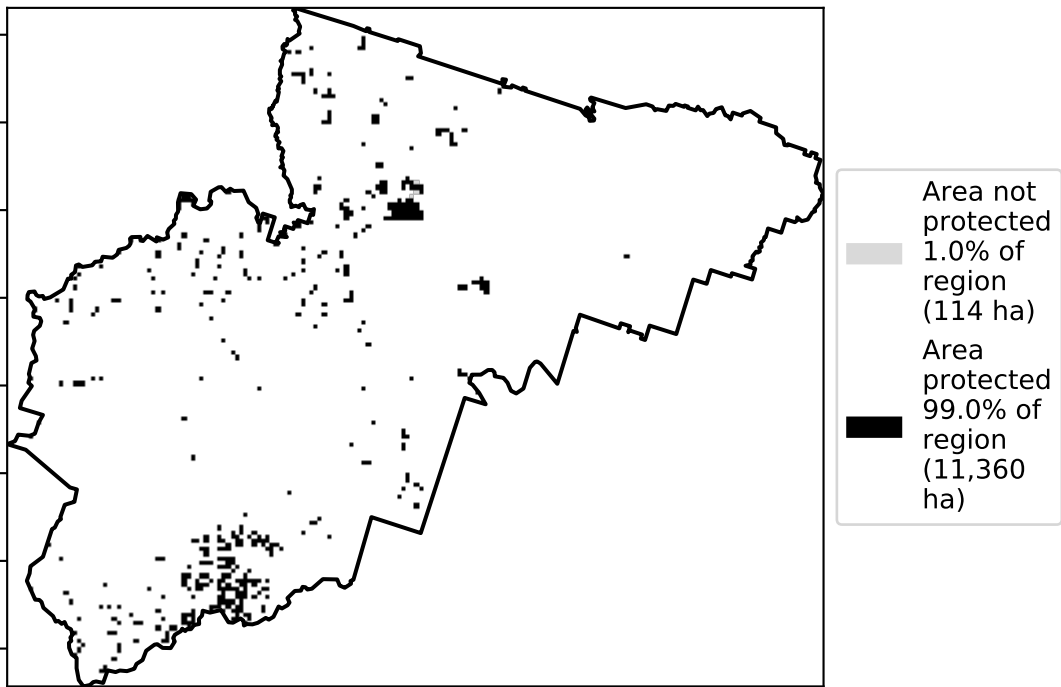 Area not
protected
1.0% of
region
(114 ha)
Area
protected
99.0% of
region
(11,360
ha)